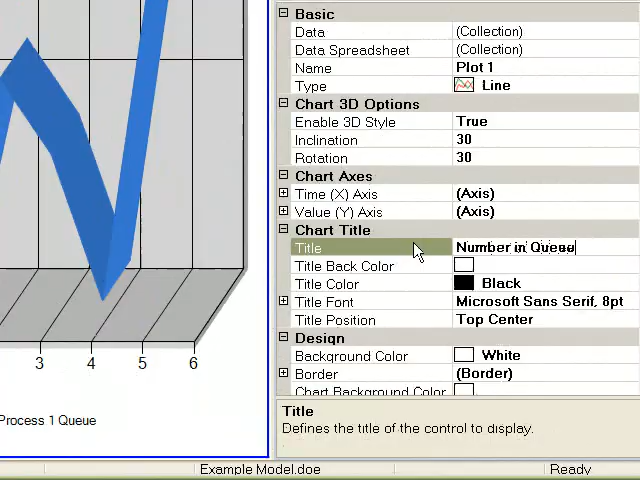 Basic
Data (Collection)
Data Spreadsheet (Collection)
Name Plot 1
Type Line
Chart 3D Options
Enable 3D Style True
Inclination 30
Rotation 30
Chart Axes
Time (X) Axis (Axis)
Value (Y) Axis (Axis)
Chart Title
Title Number in Queue
Title Back Color
Title Color Black
Title Font Microsoft Sans Serif, 8pt
Title Position Top Center
Design
Background Color White
Border (Border)
Chart Background Color
3 4 5 6
Process 1 Queue
Title
Defines the title of the control to display.
Example Model.doe
Ready